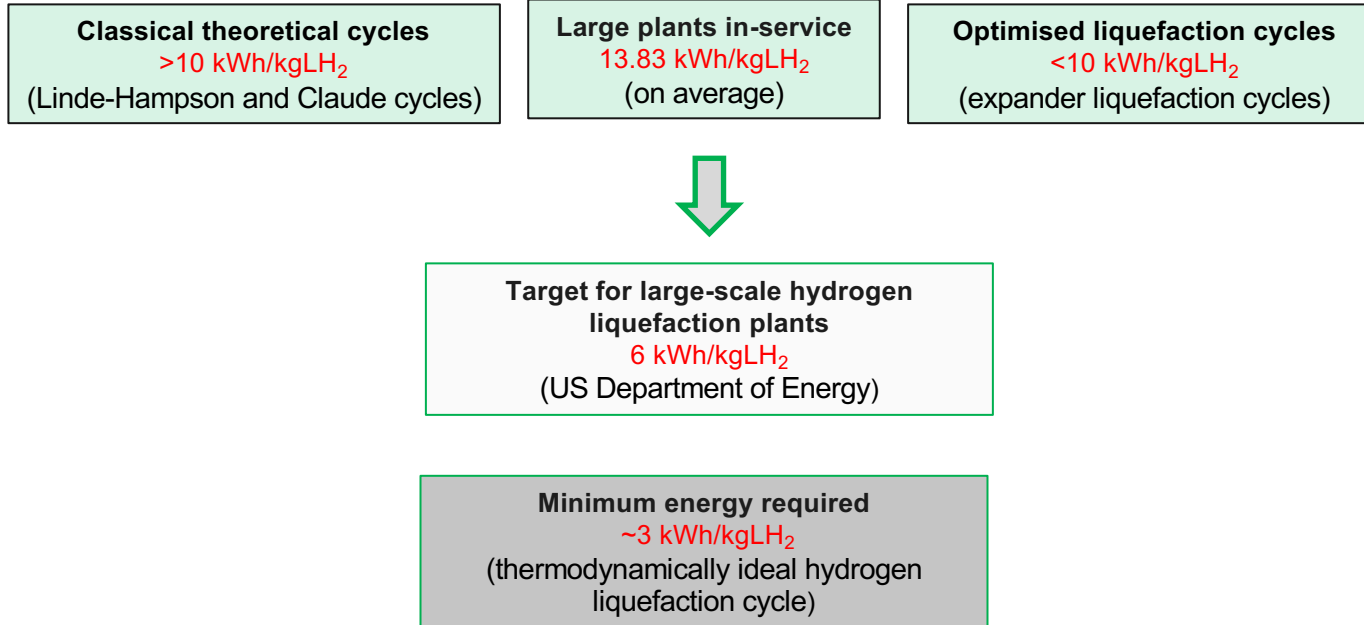 Classical theoretical cycles
>10 kWh/kgLH₂
(Linde-Hampson and Claude cycles)
Large plants in-service
13.83 kWh/kgLH₂
(on average)
Optimised liquefaction cycles
<10 kWh/kgLH₂
(expander liquefaction cycles)
Target for large-scale hydrogen
liquefaction plants
6 kWh/kgLH₂
(US Department of Energy)
Minimum energy required
~3 kWh/kgLH₂
(thermodynamically ideal hydrogen
liquefaction cycle)